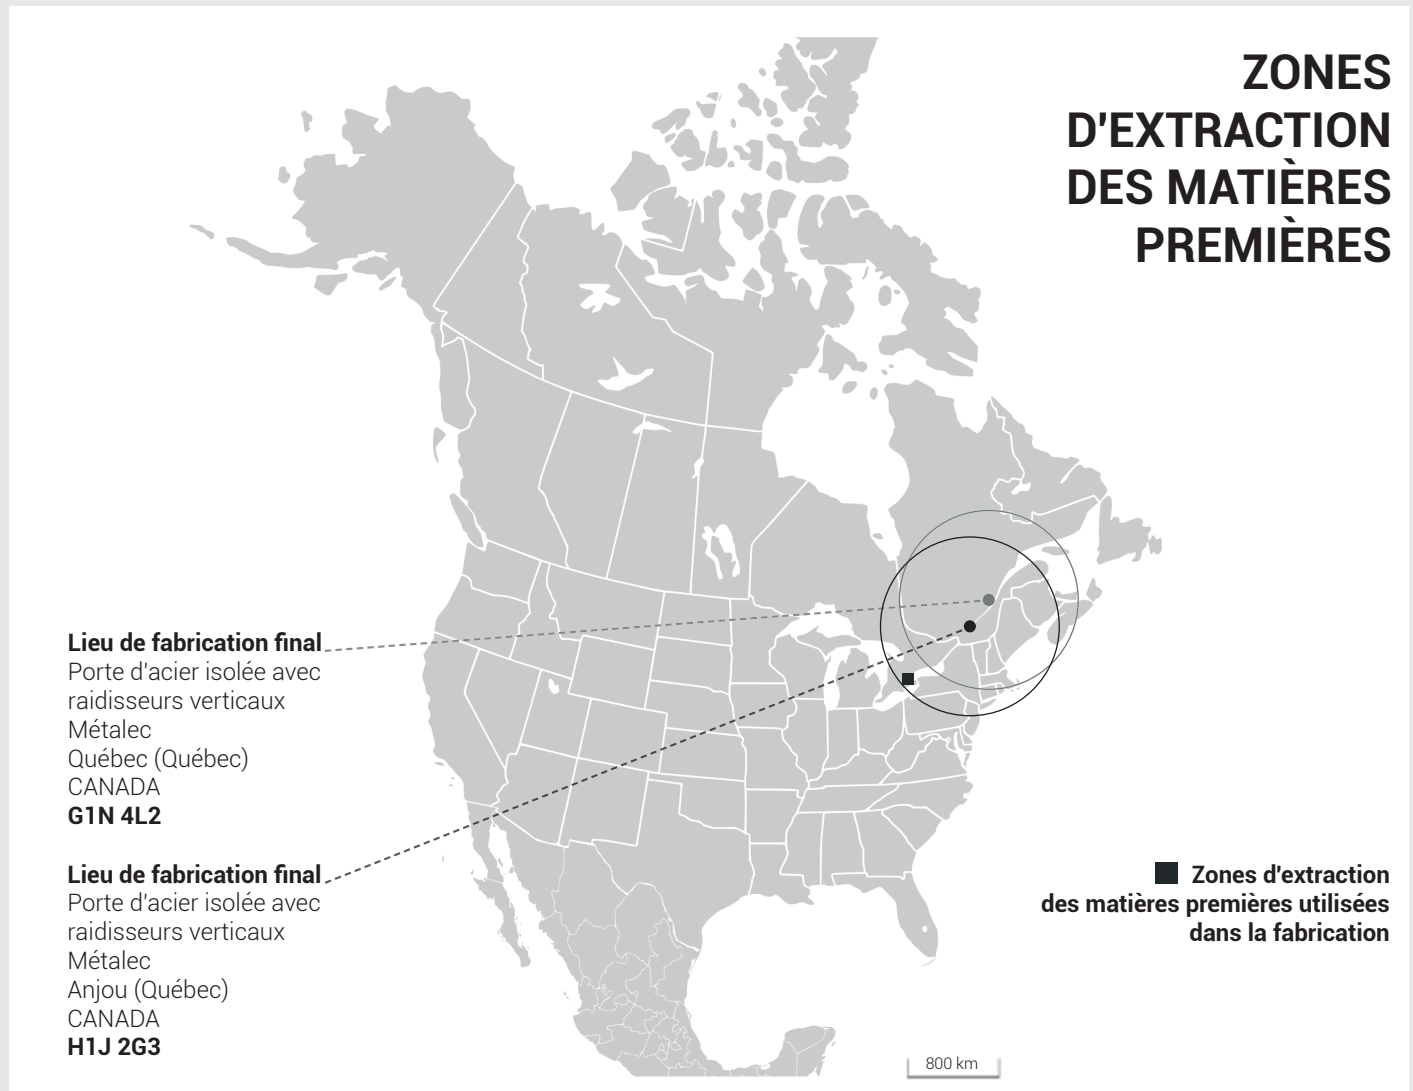 ZONES
D'EXTRACTION
DES MATIÈRES
PREMIÈRES
Lieu de fabrication final
Porte d'acier isolée avec
raidisseurs verticaux
Métalec
Québec (Québec)
CANADA
G1N 4L2
Lieu de fabrication final
Porte d'acier isolée avec
raidisseurs verticaux
Métalec
Anjou (Québec)
CANADA
H1J 2G3
Zones d'extraction
des matières premières utilisées
dans la fabrication
800 km